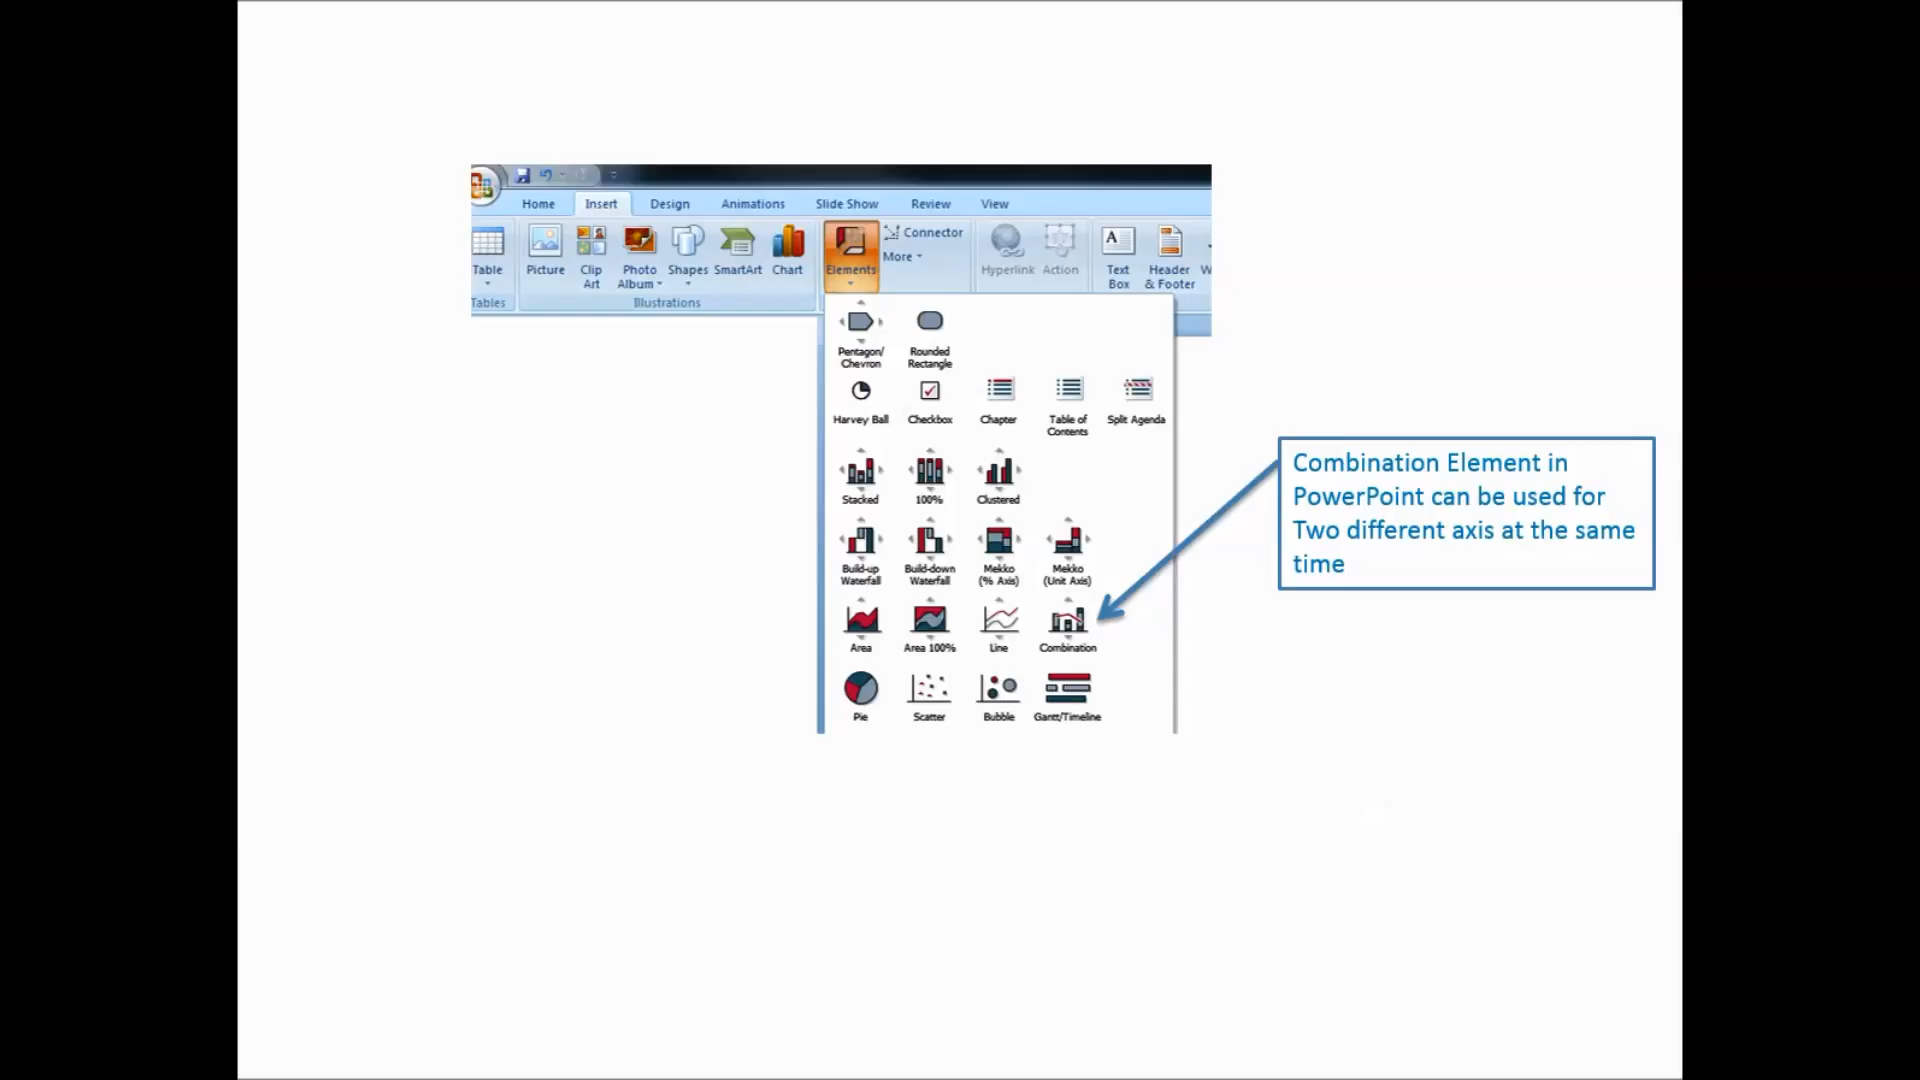 Home Insert Design Animations Slide Show Review View
Connector
More
Table Picture Clip Art Photo Album Shapes SmartArt Chart Elements Hyperlink Action Text Box Header & Footer
Tables Illustrations
Pentagon/ Chevron Rounded Rectangle
Harvey Ball Checkbox Chapter Table of Contents Split Agenda
Stacked 100% Clustered
Build-up Waterfall Build-down Waterfall Mekko (% Axis) Mekko (Unit Axis)
Area Area 100% Line Combination
Pie Scatter Bubble Gantt/Timeline
Combination Element in
PowerPoint can be used for
Two different axis at the same
time